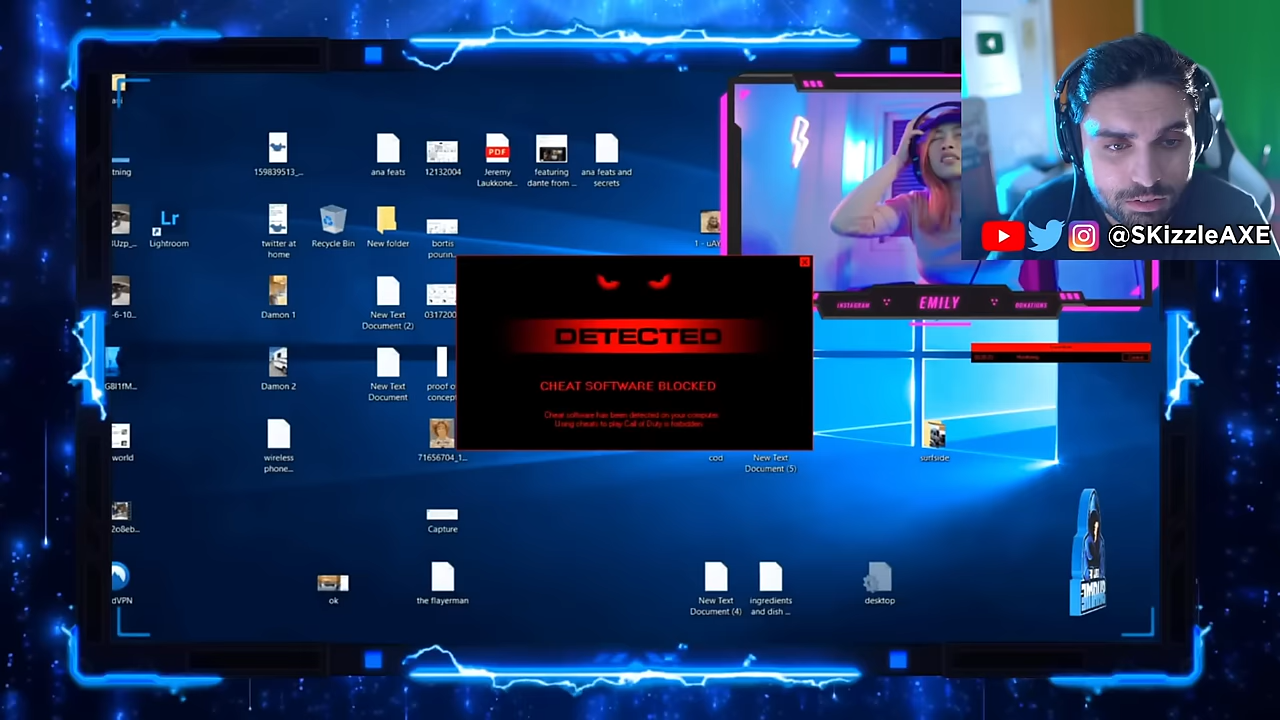 159839513_...
ana feats
12132004
PDF
Jeremy
Laukkone...
featuring
dante from ...
ana feats and
secrets
Lr
Lightroom
twitter at
home
Recycle Bin
New folder
bortis
pourin...
@SKizzleAXE
INSTAGRAM
EMILY
DONATIONS
Damon 1
New Text
Document (2)
DETECTED
CHEAT SOFTWARE BLOCKED
Cheat software has been detected on your computer
Using cheats to play Call of Duty is forbidden
Damon 2
New Text
Document
proof o
concept
world
wireless
phone...
71656704_1...
cod
New Text
Document (5)
surfside
Capture
dVPN
ok
the flayerman
New Text
Document (4)
ingredients
and dish ...
desktop